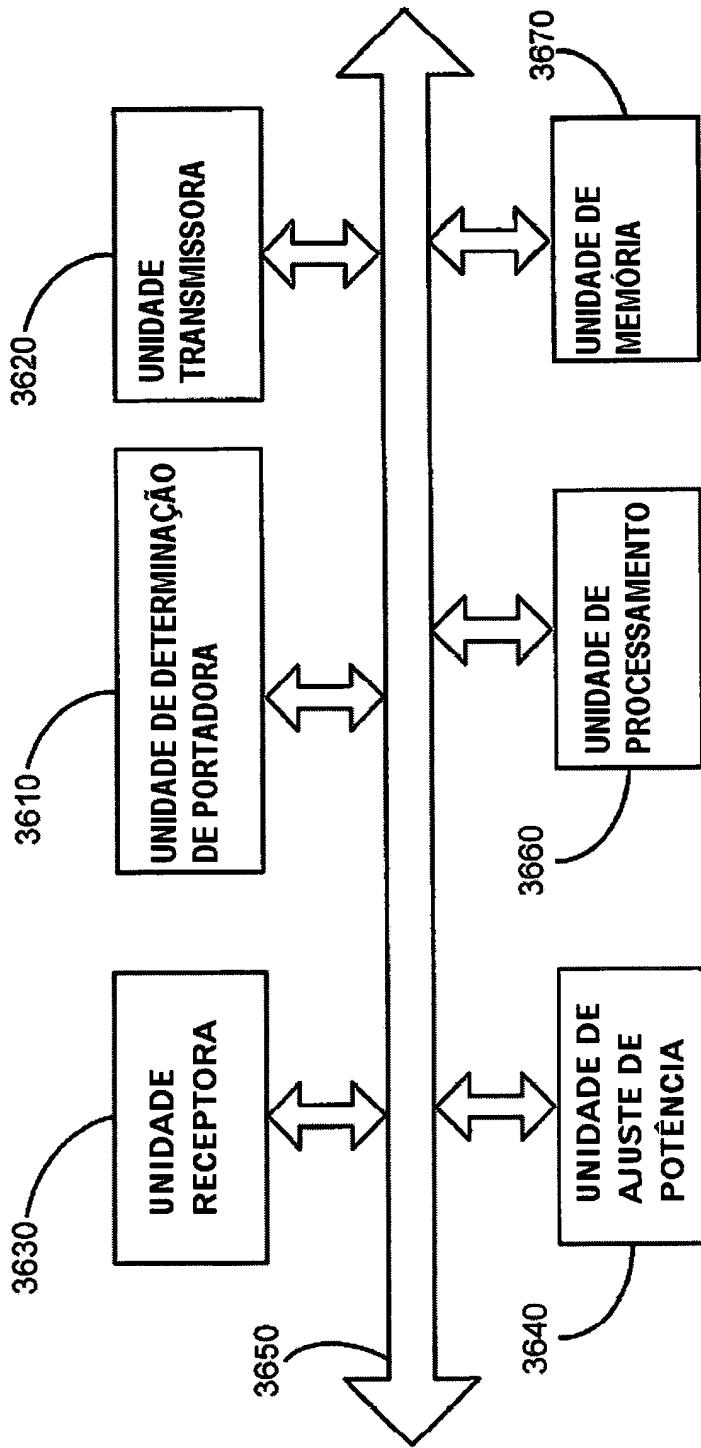 3630
UNIDADE
RECEPTORA
3610
UNIDADE DE DETERMINAÇÃO
DE PORTADORA
3620
UNIDADE
TRANSMISSORA
3650
3640
UNIDADE DE
AJUSTE DE
POTÊNCIA
3660
UNIDADE DE
PROCESSAMENTO
3670
UNIDADE DE
MEMÓRIA